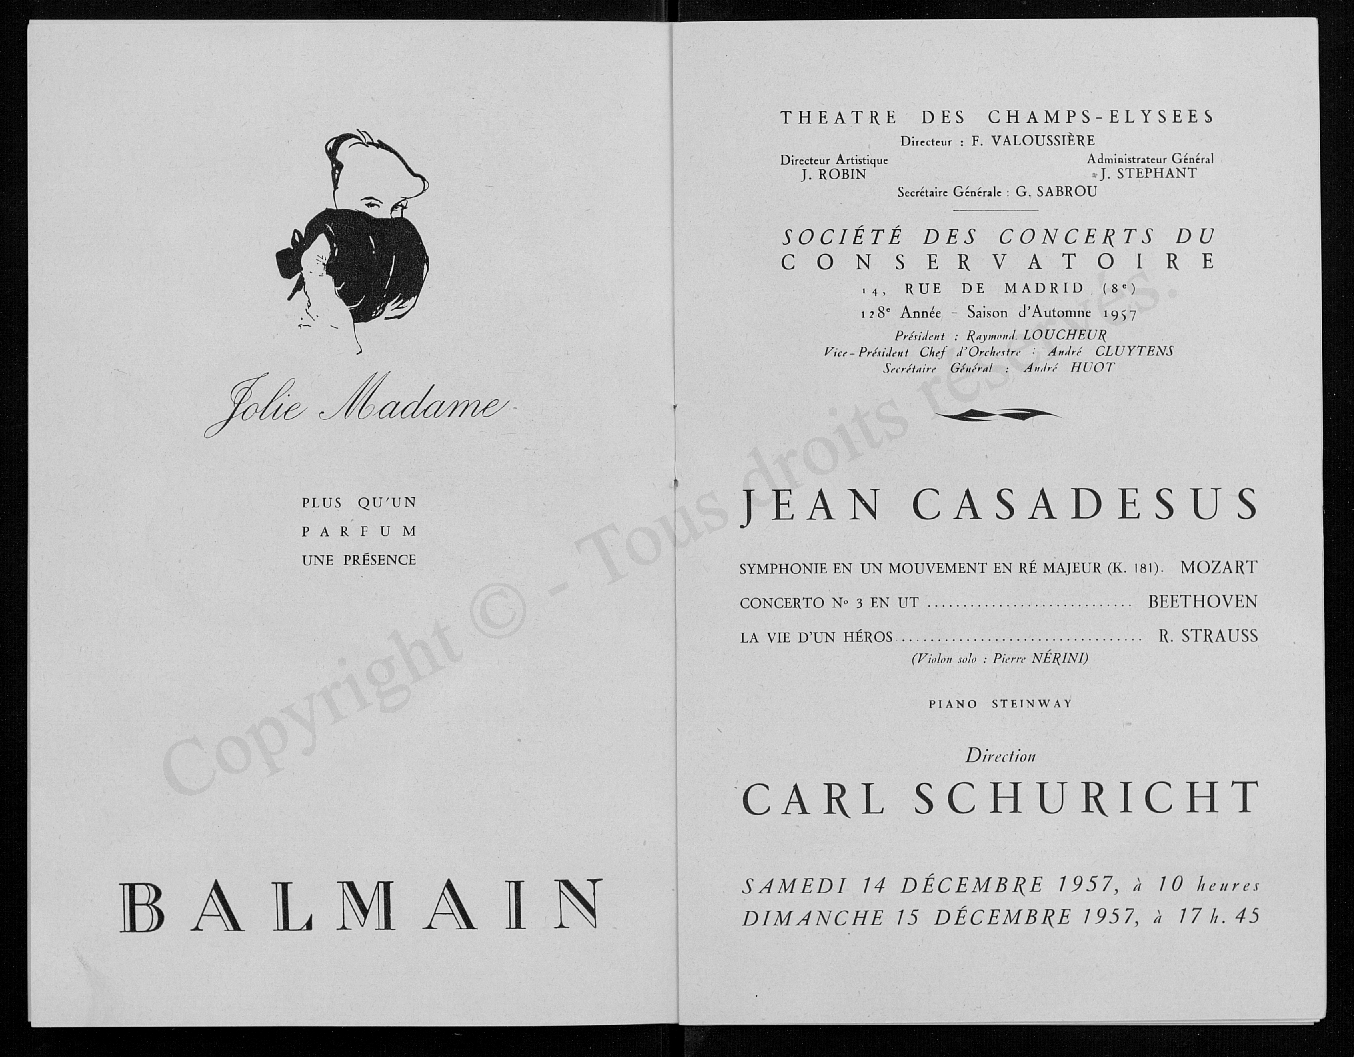 Jolie Madame
PLUS QU'UN
PARFUM
UNE PRÉSENCE
BALMAIN
THEATRE DES CHAMPS-ELYSEES
Directeur : F. VALOUSSIÈRE
Directeur Artistique Administrateur Général
J. ROBIN J. STEPHANT
Secrétaire Générale : G. SABROU
SOCIÉTÉ DES CONCERTS DU
CONSERVATOIRE
14, RUE DE MADRID (8e)
128e Année - Saison d'Automne 1957
Président : Raymond LOUCHEUR
Vice-Président Chef d'Orchestre : André CLUYTENS
Secrétaire Général : André HUOT
JEAN CASADESUS
SYMPHONIE EN UN MOUVEMENT EN RÉ MAJEUR (K. 181). MOZART
CONCERTO No 3 EN UT ............................. BEETHOVEN
LA VIE D'UN HÉROS .................................. R. STRAUSS
(Violon solo : Pierre NÉRINI)
PIANO STEINWAY
Direction
CARL SCHURICHT
SAMEDI 14 DÉCEMBRE 1957, à 10 heures
DIMANCHE 15 DÉCEMBRE 1957, à 17 h. 45
Copyright © - Tous droits réservés.